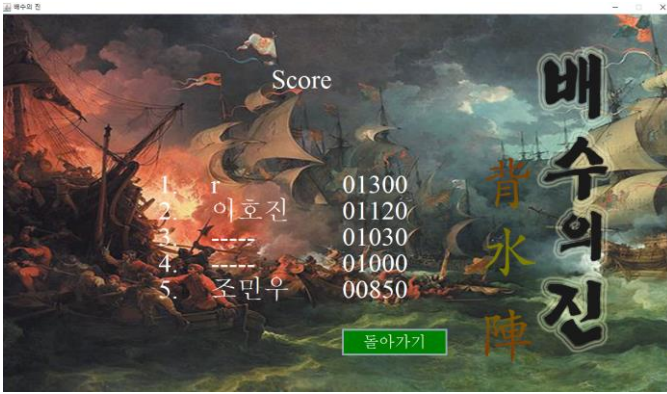 배수의 진
Score
1. r 01300
2. 이호진 01120
3. ----- 01030
4. ----- 01000
5. 조민우 00850
돌아가기
背水陣
배수의진